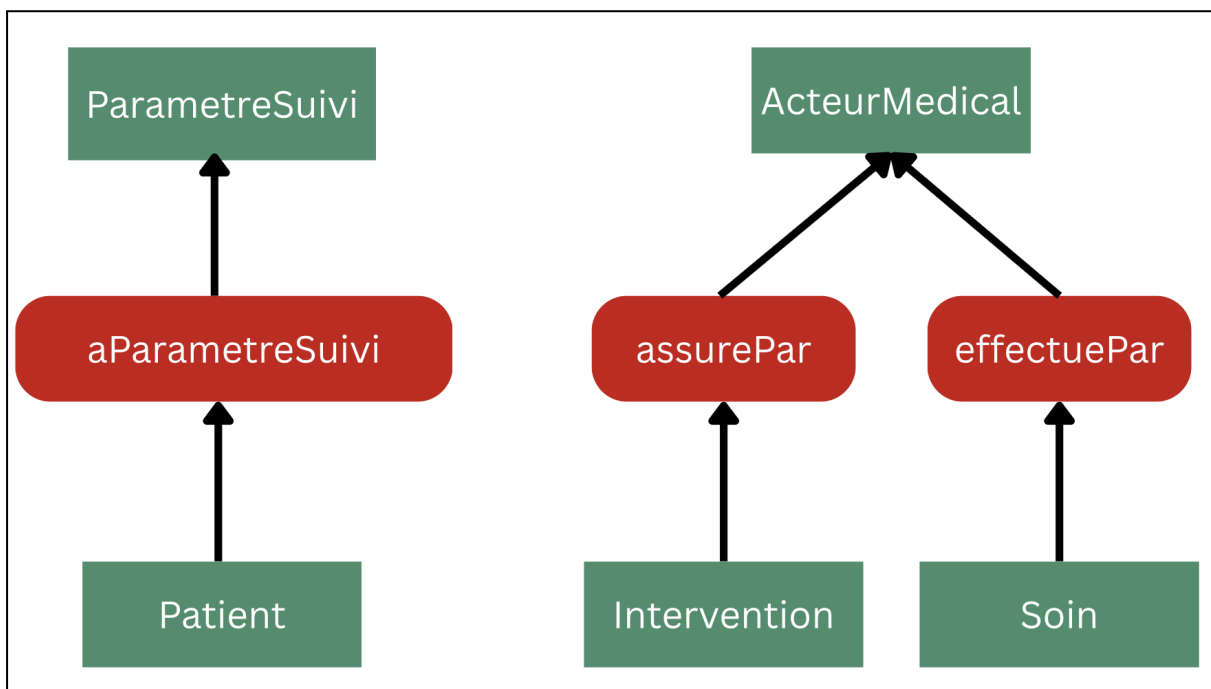 ParametreSuivi
ActeurMedical
aParametreSuivi
assurePar
effectuePar
Patient
Intervention
Soin